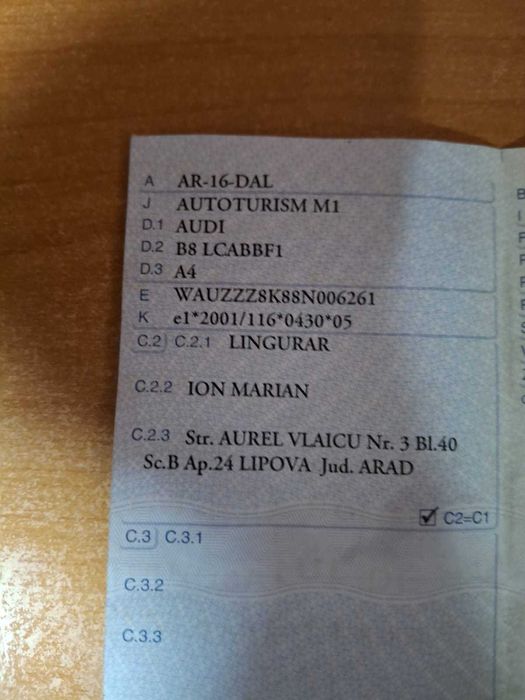 A AR-16-DAL
J AUTOTURISM M1
D.1 AUDI
D.2 B8 LCABBF1
D.3 A4
E WAUZZZ8K88N006261
K e1*2001/116*0430*05
C.2 C.2.1 LINGURAR
C.2.2 ION MARIAN
C.2.3 Str. AUREL VLAICU Nr. 3 Bl.40
Sc.B Ap.24 LIPOVA Jud. ARAD
C2=C1
C.3 C.3.1
C.3.2
C.3.3